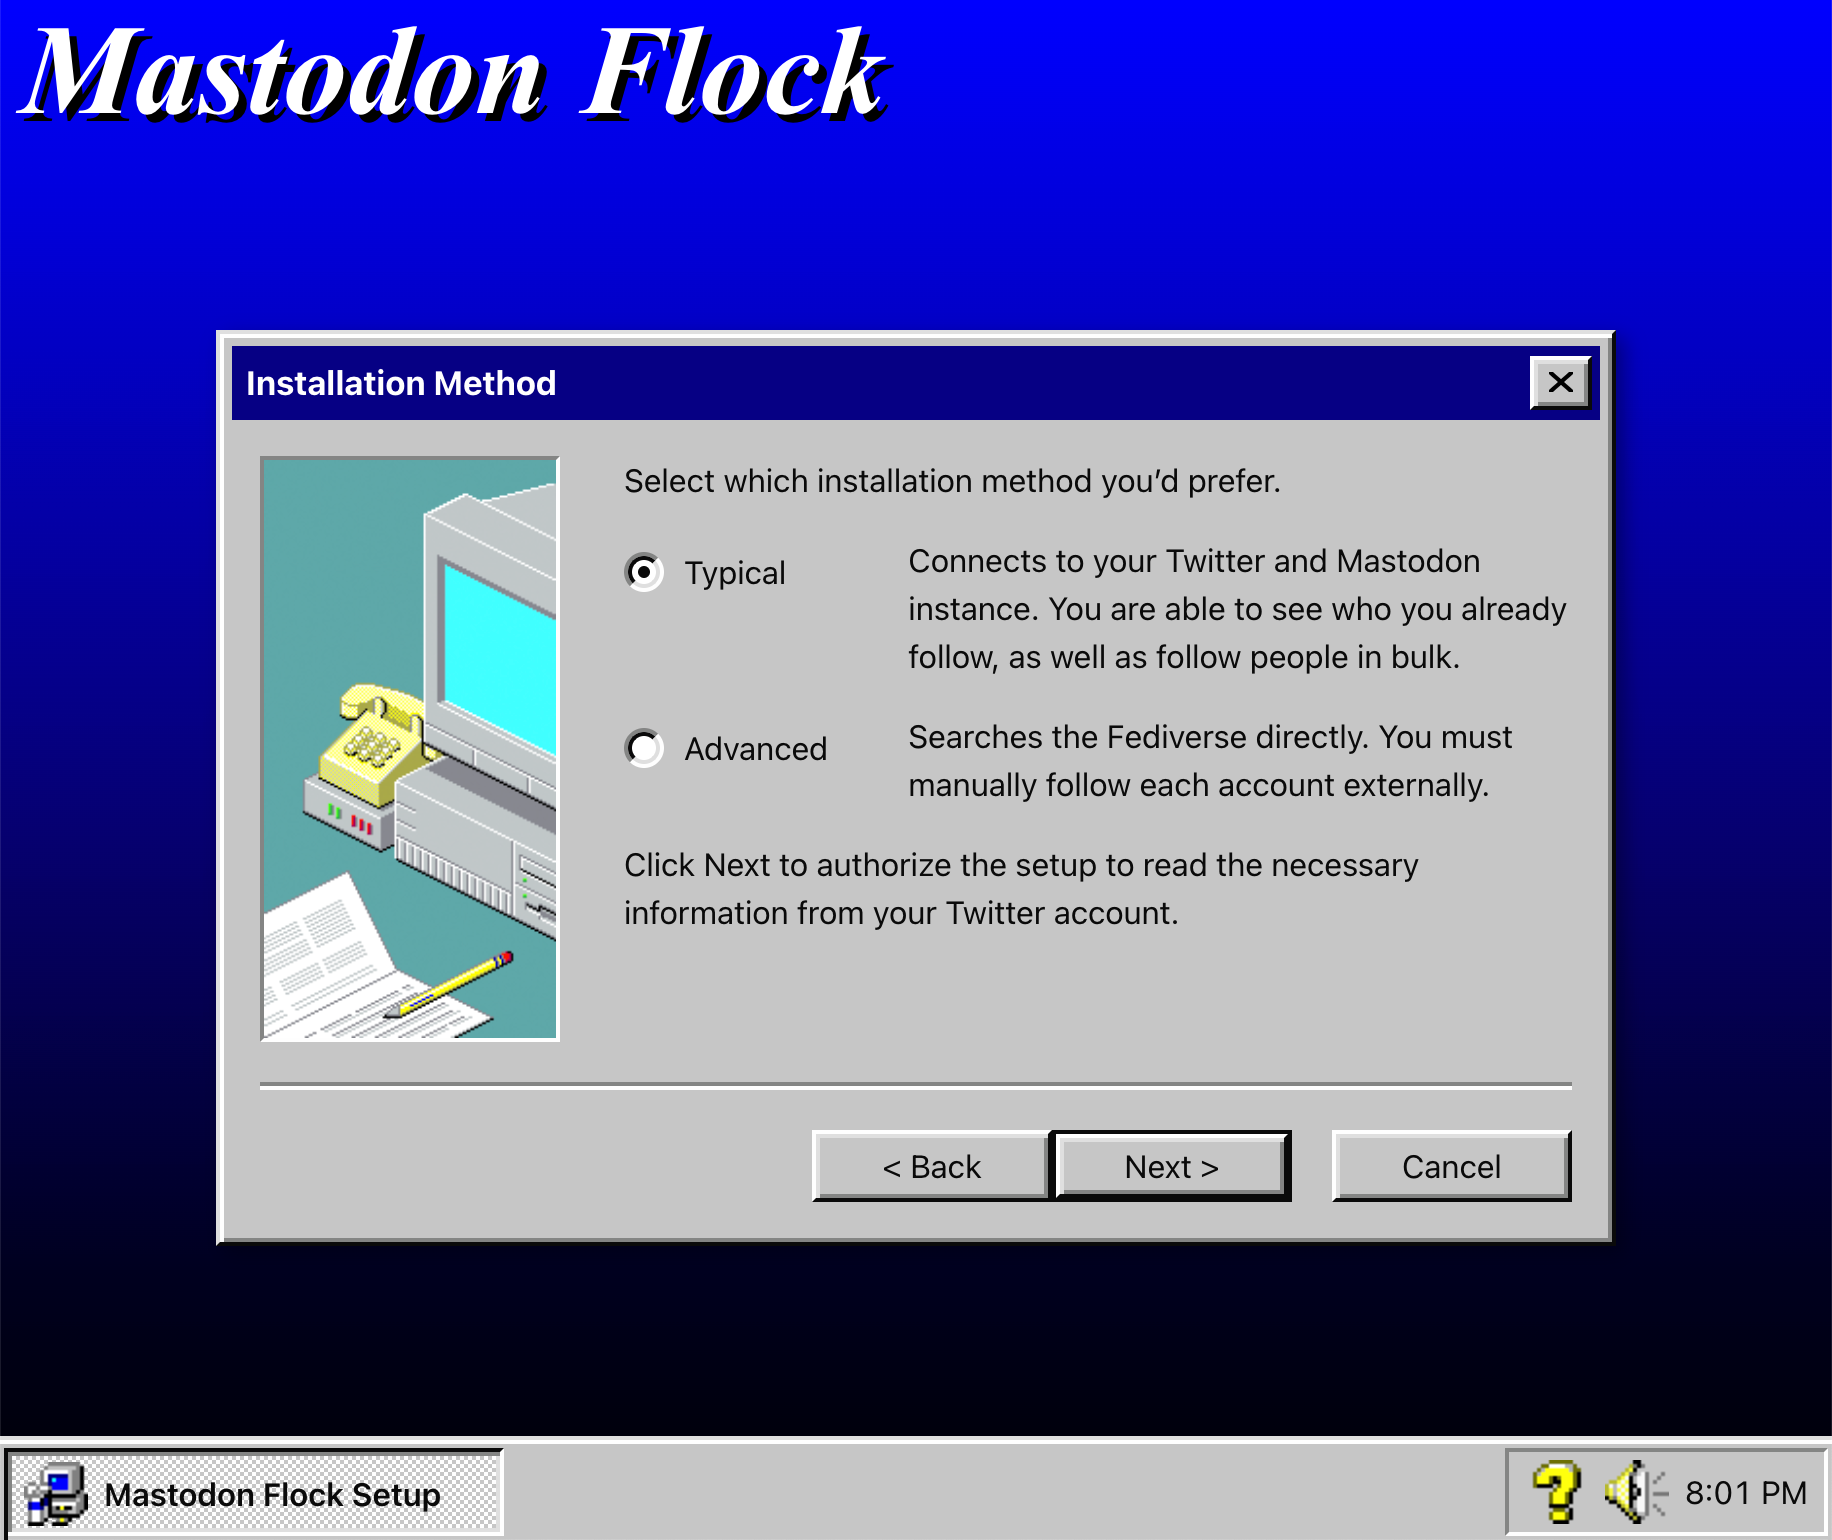 Mastodon Flock
Installation Method
Select which installation method you’d prefer.
Typical
Connects to your Twitter and Mastodon
instance. You are able to see who you already
follow, as well as follow people in bulk.
Advanced
Searches the Fediverse directly. You must
manually follow each account externally.
Click Next to authorize the setup to read the necessary
information from your Twitter account.
< Back
Next >
Cancel
Mastodon Flock Setup
8:01 PM